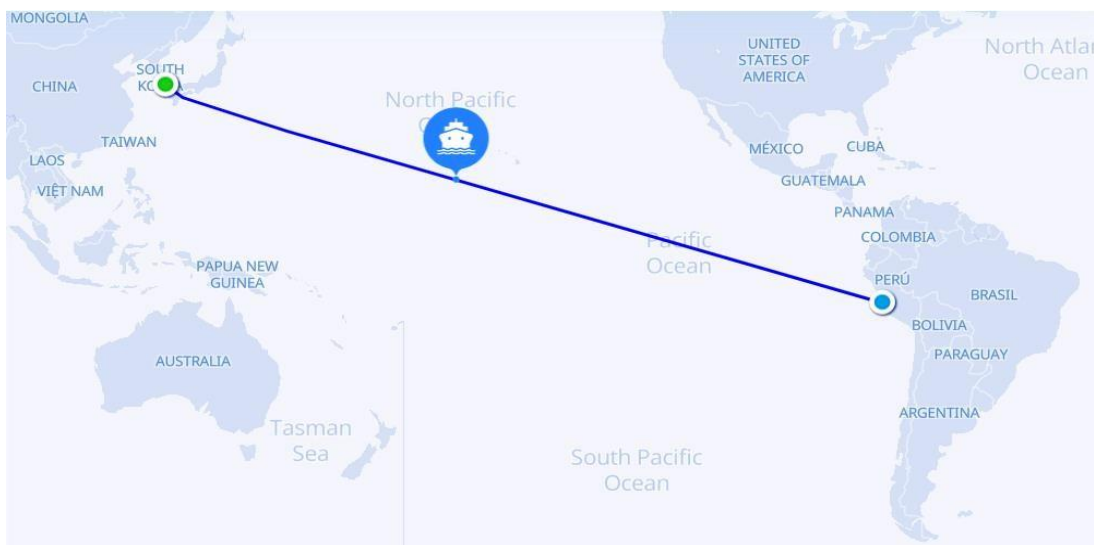 MONGOLIA
UNITED
STATES OF
AMERICA
North Atla
Ocean
SOUTH
CHINA
North Pacific
TAIWAN
LAOS
VIỆT NAM
MÉXICO
CUBA
GUATEMALA
PANAMA
COLOMBIA
Pacific
Ocean
PAPUA NEW
GUINEA
PERÚ
BRASIL
BOLIVIA
PARAGUAY
AUSTRALIA
ARGENTINA
Tasman
Sea
South Pacific
Ocean